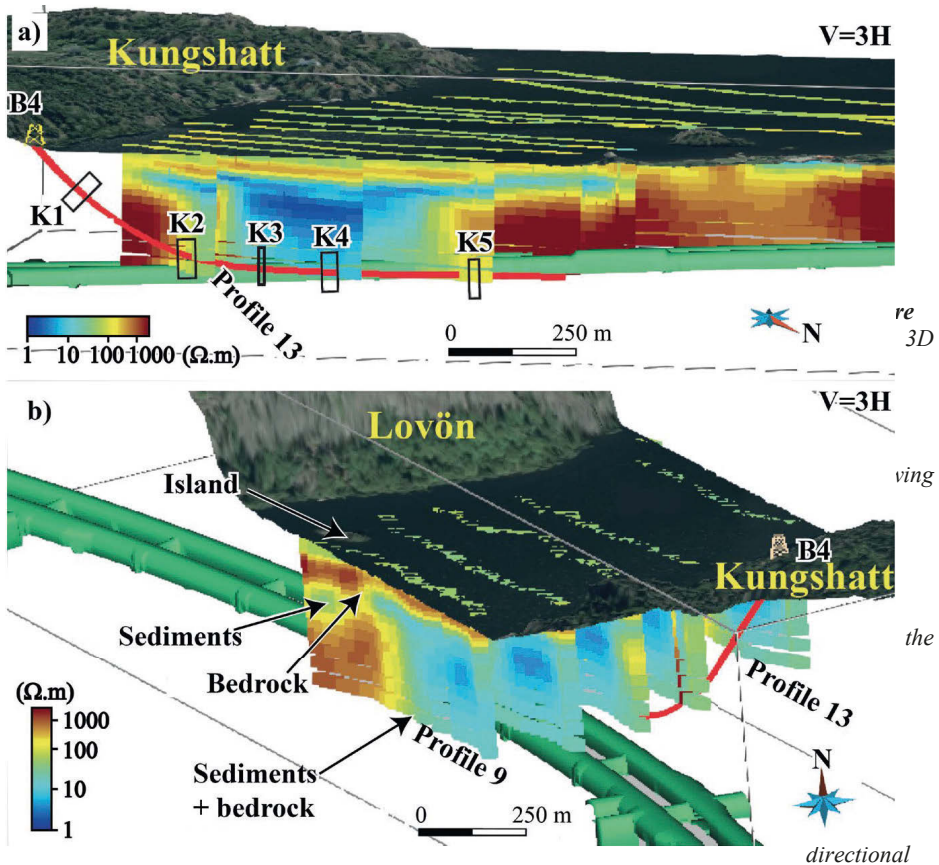 a)
Kungshatt
V=3H
B4
K1
K2
K3
K4
K5
Profile 13
1 10 100 1000 (Ω.m)
0 250 m
N
re
3D
b)
V=3H
Lovön
Island
ving
B4
Kungshatt
Sediments
Bedrock
the
(Ω.m)
1000
100
10
1
Profile 13
Profile 9
Sediments
+ bedrock
N
0 250 m
directional